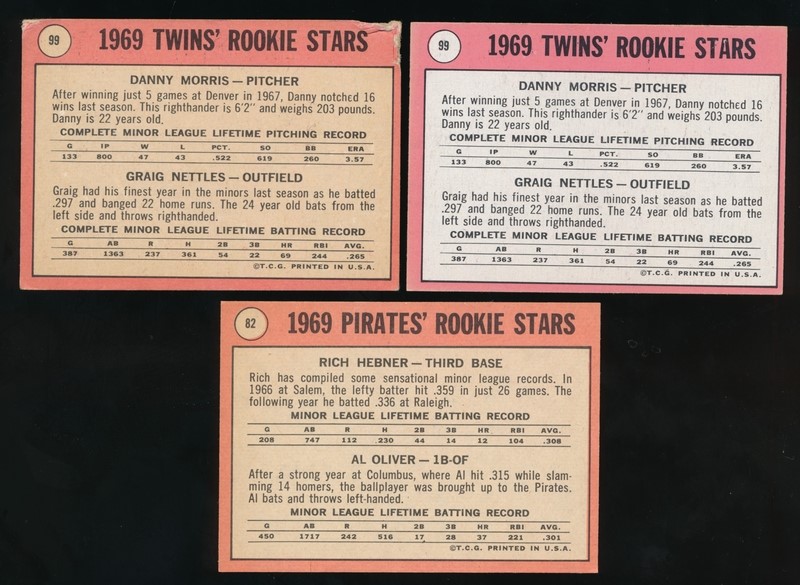 99
1969 TWINS' ROOKIE STARS
DANNY MORRIS — PITCHER
After winning just 5 games at Denver in 1967, Danny notched 16
wins last season. This righthander is 6'2" and weighs 203 pounds.
Danny is 22 years old.
COMPLETE MINOR LEAGUE LIFETIME PITCHING RECORD
G IP W L PCT. SO BB ERA
133 800 47 43 .522 619 260 3.57
GRAIG NETTLES — OUTFIELD
Graig had his finest year in the minors last season as he batted
.297 and banged 22 home runs. The 24 year old bats from the
left side and throws righthanded.
COMPLETE MINOR LEAGUE LIFETIME BATTING RECORD
G AB R H 2B 3B HR RBI AVG.
387 1363 237 361 54 22 69 244 .265
©T.C.G. PRINTED IN U.S.A.
99
1969 TWINS' ROOKIE STARS
DANNY MORRIS — PITCHER
After winning just 5 games at Denver in 1967, Danny notched 16
wins last season. This righthander is 6'2" and weighs 203 pounds.
Danny is 22 years old.
COMPLETE MINOR LEAGUE LIFETIME PITCHING RECORD
G IP W L PCT. SO BB ERA
133 800 47 43 .522 619 260 3.57
GRAIG NETTLES — OUTFIELD
Graig had his finest year in the minors last season as he batted
.297 and banged 22 home runs. The 24 year old bats from the
left side and throws righthanded.
COMPLETE MINOR LEAGUE LIFETIME BATTING RECORD
G AB R H 2B 3B HR RBI AVG.
387 1363 237 361 54 22 69 244 .265
©T.C.G. PRINTED IN U.S.A.
82
1969 PIRATES' ROOKIE STARS
RICH HEBNER — THIRD BASE
Rich has compiled some sensational minor league records. In
1966 at Salem, the lefty batter hit .359 in just 26 games. The
following year he batted .336 at Raleigh.
MINOR LEAGUE LIFETIME BATTING RECORD
G AB R H 2B 3B HR RBI AVG.
208 747 112 230 44 14 12 104 .308
AL OLIVER — 1B-OF
After a strong year at Columbus, where Al hit .315 while slam-
ming 14 homers, the ballplayer was brought up to the Pirates.
Al bats and throws left-handed.
MINOR LEAGUE LIFETIME BATTING RECORD
G AB R H 2B 3B HR RBI AVG.
450 1717 242 516 17 28 37 221 .301
©T.C.G. PRINTED IN U.S.A.